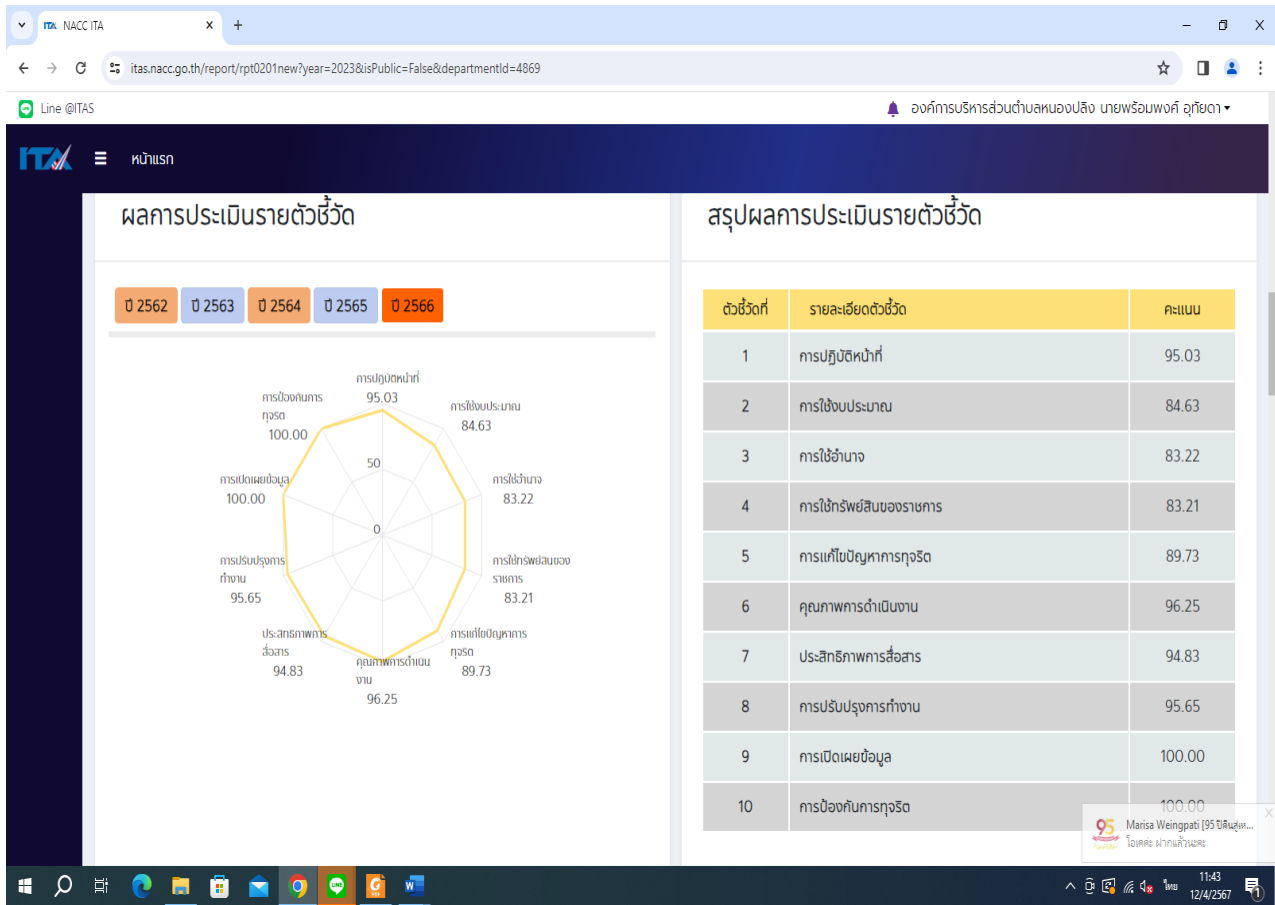 ITA NACC ITA
itas.nacc.go.th/report/rpt0201new?year=2023&isPublic=False&departmentId=4869
Line @ITAS
องค์การบริหารส่วนตำบลหนองปลิง นายพร้อมพงศ์ อุทัยดา
ITA หน้าแรก
ผลการประเมินรายตัวชี้วัด
ปี 2562 ปี 2563 ปี 2564 ปี 2565 ปี 2566
การปฏิบัติหน้าที่
95.03
การใช้งบประมาณ
84.63
การใช้อำนาจ
83.22
การใช้ทรัพย์สินของ
ราชการ
83.21
การแก้ไขปัญหาการ
ทุจริต
89.73
คุณภาพการดำเนิน
งาน
96.25
ประสิทธิภาพการ
สื่อสาร
94.83
การปรับปรุงการ
ทำงาน
95.65
การเปิดเผยข้อมูล
100.00
การป้องกันการ
ทุจริต
100.00
50
0
สรุปผลการประเมินรายตัวชี้วัด
ตัวชี้วัดที่ รายละเอียดตัวชี้วัด คะแนน
1 การปฏิบัติหน้าที่ 95.03
2 การใช้งบประมาณ 84.63
3 การใช้อำนาจ 83.22
4 การใช้ทรัพย์สินของราชการ 83.21
5 การแก้ไขปัญหาการทุจริต 89.73
6 คุณภาพการดำเนินงาน 96.25
7 ประสิทธิภาพการสื่อสาร 94.83
8 การปรับปรุงการทำงาน 95.65
9 การเปิดเผยข้อมูล 100.00
10 การป้องกันการทุจริต 100.00
95
Marisa Weingpati [95 ปีคืนสู่เห...
โอเคค่ะ ฝากแล้วนะคะ
LINE
PDF
W
ไทย
11:43
12/4/2567
1